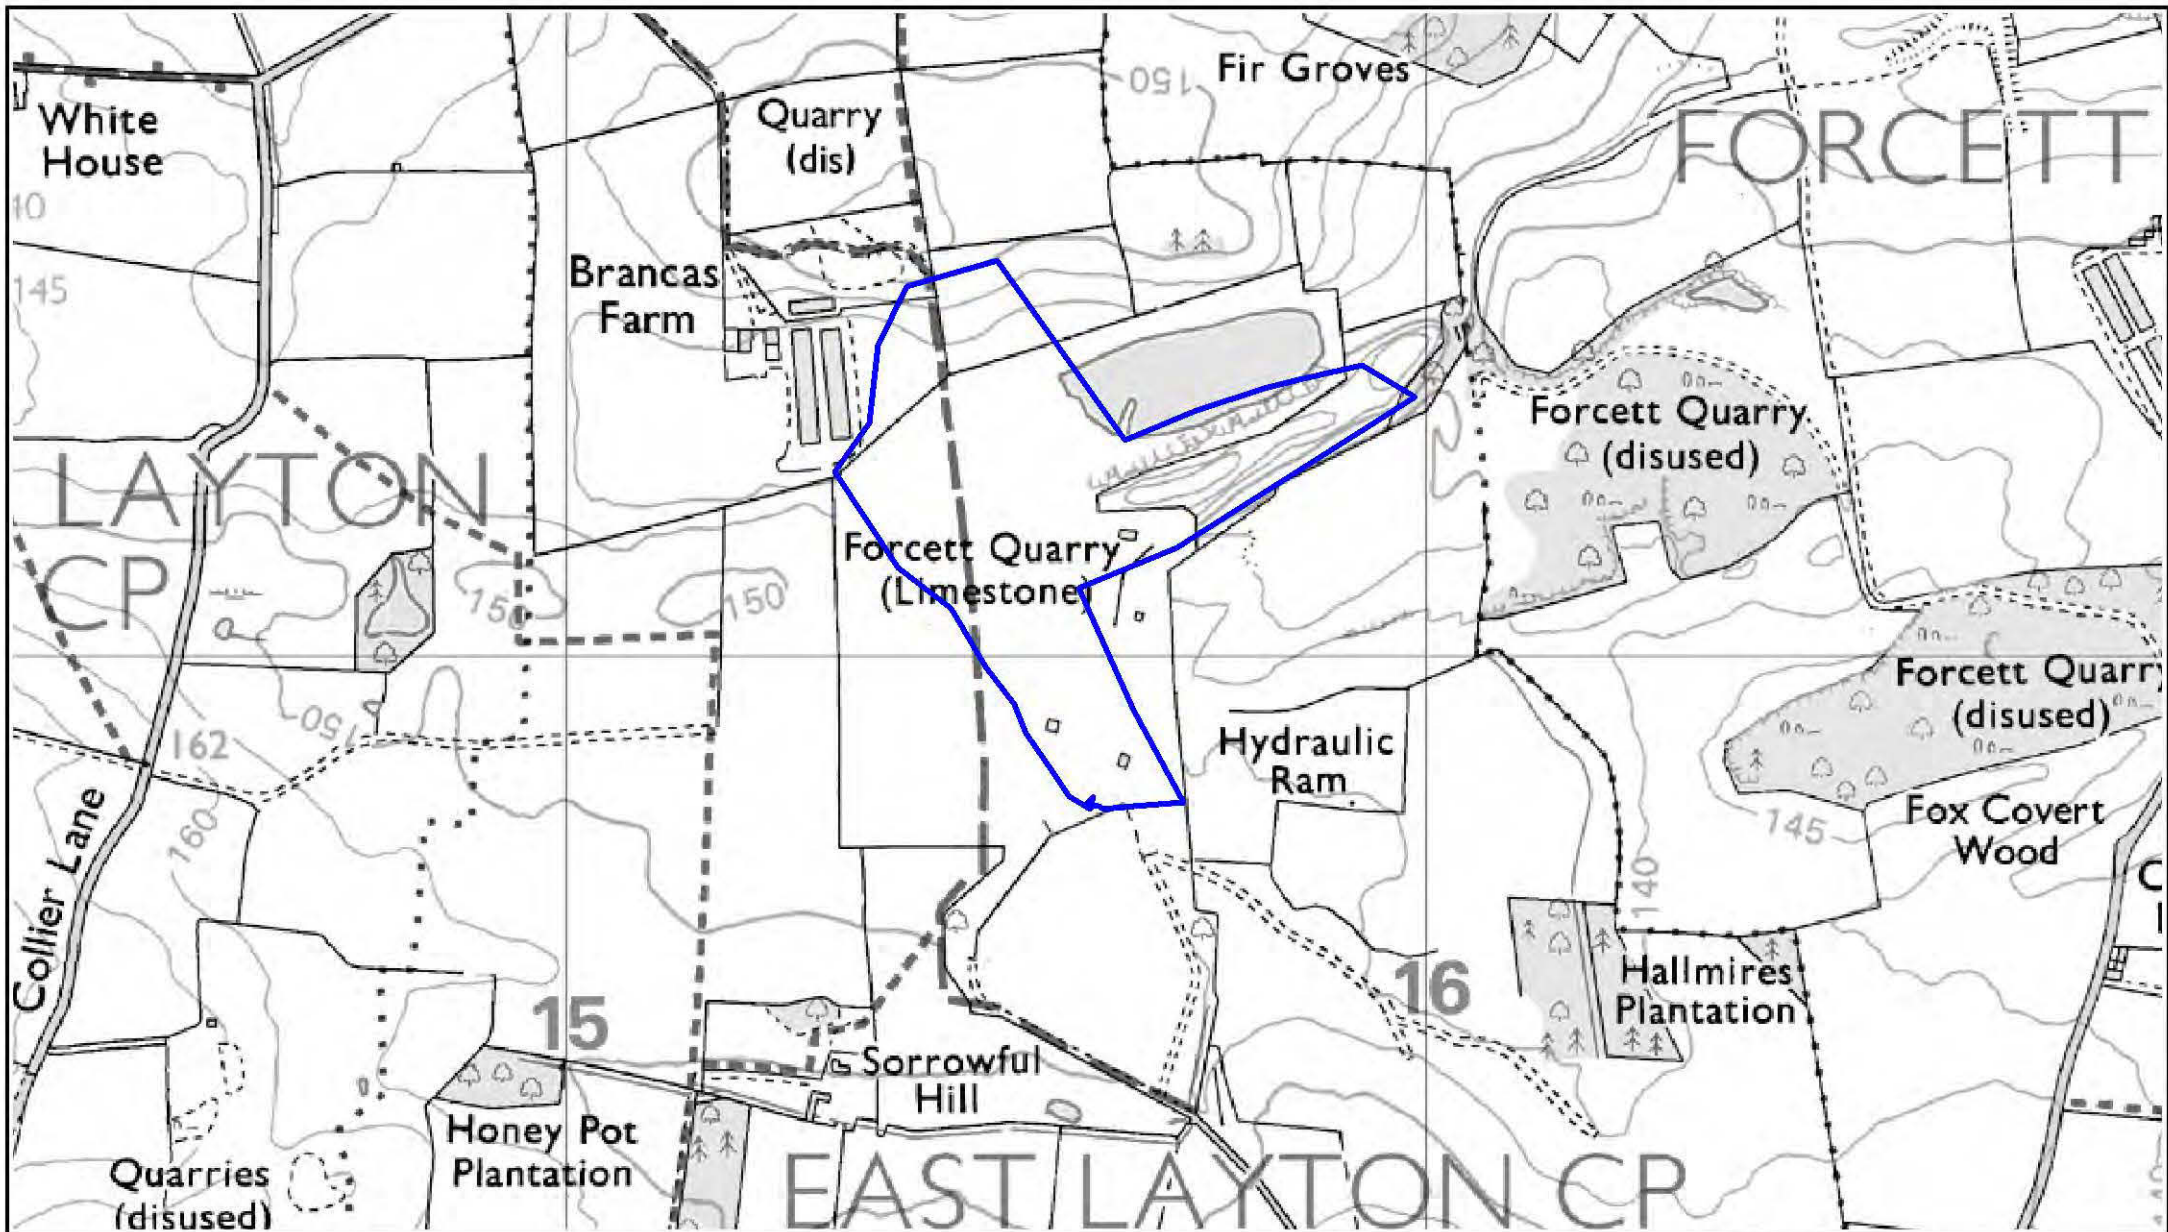 Fir Groves
150
White
House
Quarry
(dis)
FORCETT
10
145
Brancas
Farm
Forcett Quarry
(disused)
LAYTON
CP
Forcett Quarry
(Limestone)
150
150
150
162
160
Hydraulic
Ram
Forcett Quarry
(disused)
145
Fox Covert
Wood
140
Collier Lane
15
16
Hallmires
Plantation
Sorrowful
Hill
Honey Pot
Plantation
Quarries
(disused)
EAST LAYTON CP